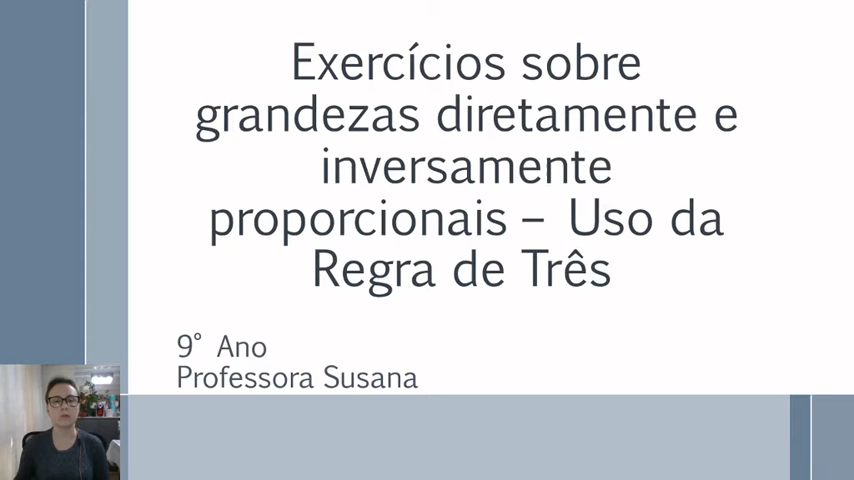 Exercícios sobre
grandezas diretamente e
inversamente
proporcionais – Uso da
Regra de Três
9° Ano
Professora Susana